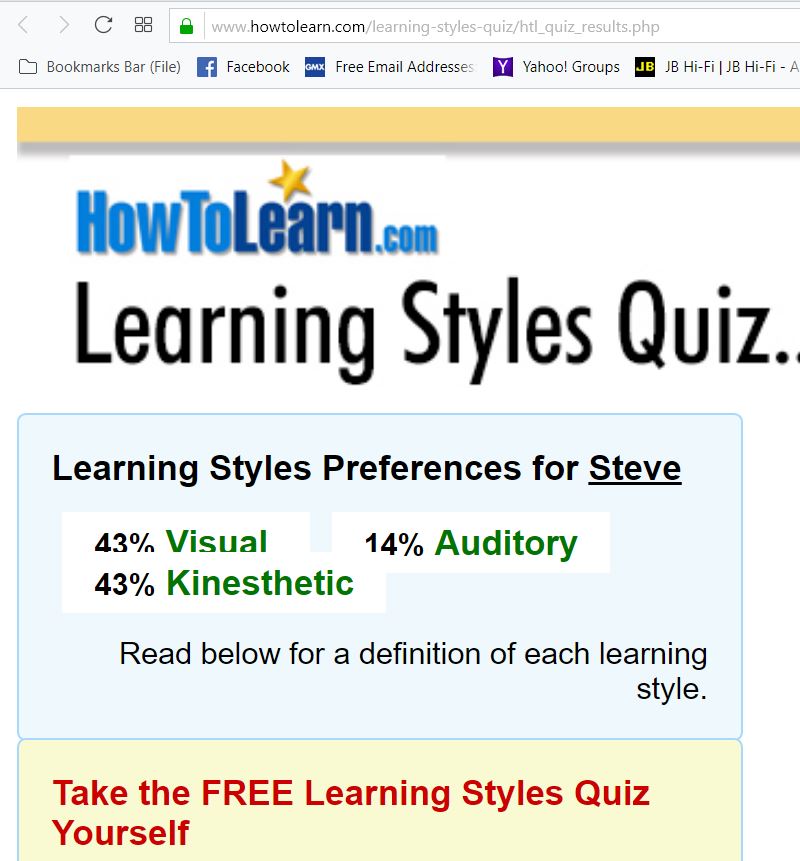 www.howtolearn.com/learning-styles-quiz/htl_quiz_results.php
Bookmarks Bar (File) Facebook GMX Free Email Addresses Y Yahoo! Groups JB JB Hi-Fi | JB Hi-Fi - A
HowToLearn.com
Learning Styles Quiz..
Learning Styles Preferences for Steve
43% Visual 14% Auditory
43% Kinesthetic
Read below for a definition of each learning
style.
Take the FREE Learning Styles Quiz
Yourself